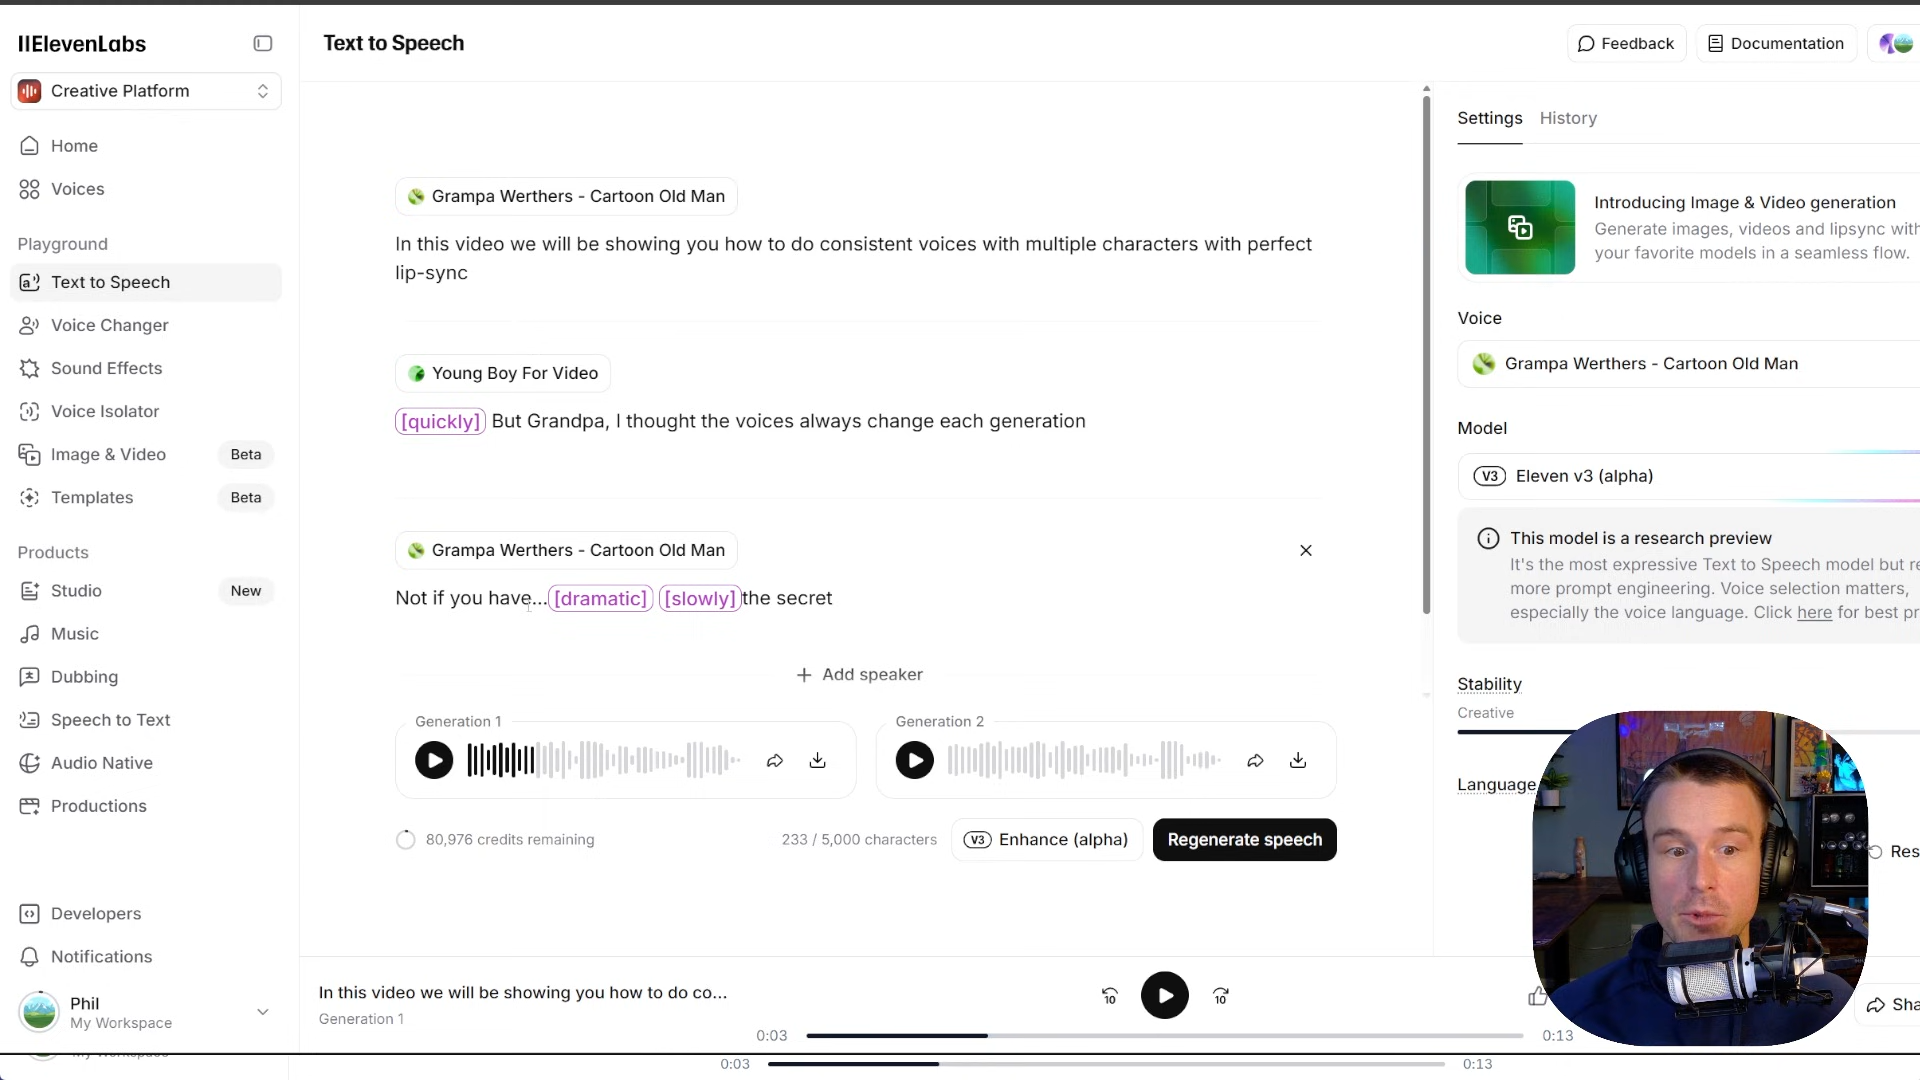 IIElevenLabs
Creative Platform
Home
Voices
Playground
Text to Speech
Voice Changer
Sound Effects
Voice Isolator
Image & Video Beta
Templates Beta
Products
Studio New
Music
Dubbing
Speech to Text
Audio Native
Productions
Developers
Notifications
Phil
My Workspace
Text to Speech
Feedback
Documentation
Grampa Werthers - Cartoon Old Man
In this video we will be showing you how to do consistent voices with multiple characters with perfect
lip-sync
Young Boy For Video
[quickly] But Grandpa, I thought the voices always change each generation
Grampa Werthers - Cartoon Old Man
Not if you have...[dramatic] [slowly]the secret
Add speaker
Generation 1
Generation 2
80,976 credits remaining
233 / 5,000 characters
V3 Enhance (alpha)
Regenerate speech
Settings History
Introducing Image & Video generation
Generate images, videos and lipsync with
your favorite models in a seamless flow.
Voice
Grampa Werthers - Cartoon Old Man
Model
V3 Eleven v3 (alpha)
This model is a research preview
It's the most expressive Text to Speech model but re
more prompt engineering. Voice selection matters,
especially the voice language. Click here for best pr
Stability
Creative
Language
Res
In this video we will be showing you how to do co...
Generation 1
10
10
0:03
0:13
Sha
0:03
0:13